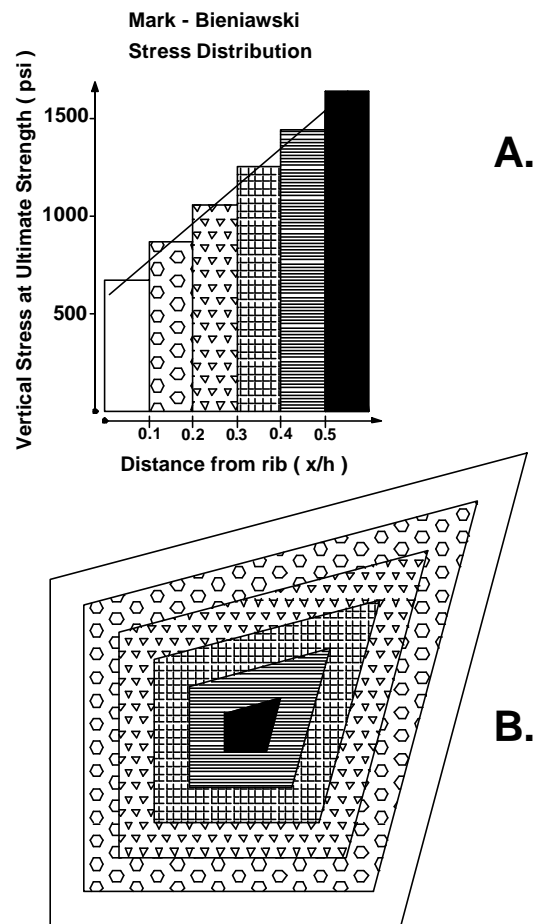 Mark - Bieniawski
Stress Distribution
Vertical Stress at Ultimate Strength ( psi )
1500
1000
500
0.1 0.2 0.3 0.4 0.5
Distance from rib ( x/h )
A.
B.